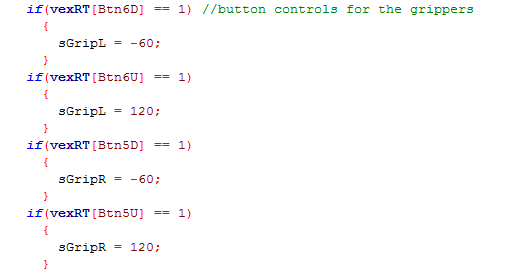 if(vexRT[Btn6D] == 1) //button controls for the grippers
{
sGripL = -60;
}
if(vexRT[Btn6U] == 1)
{
sGripL = 120;
}
if(vexRT[Btn5D] == 1)
{
sGripR = -60;
}
if(vexRT[Btn5U] == 1)
{
sGripR = 120;
}